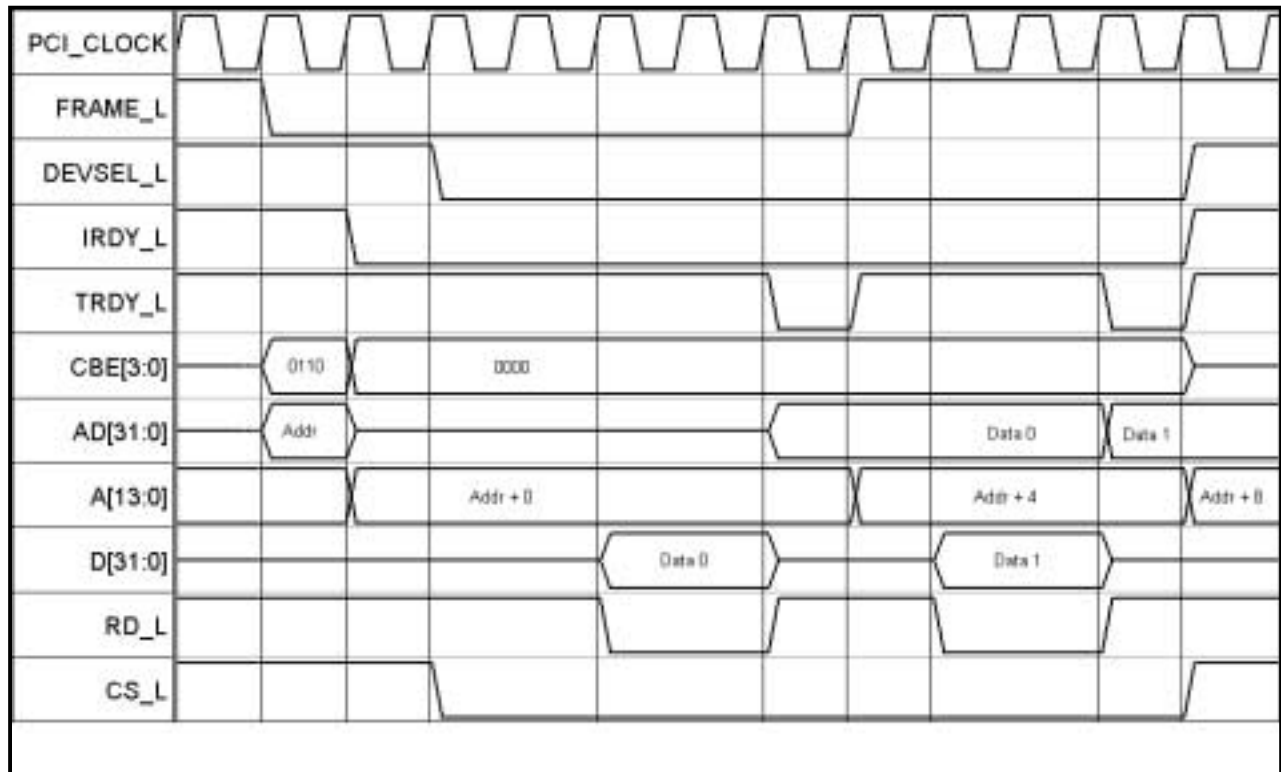 PCI_CLOCK
FRAME_L
DEVSEL_L
IRDY_L
TRDY_L
CBE[3:0] 0110 0000
AD[31:0] Addr Data 0 Data 1
A[13:0] Addr + 0 Addr + 4 Addr + 8
D[31:0] Data 0 Data 1
RD_L
CS_L